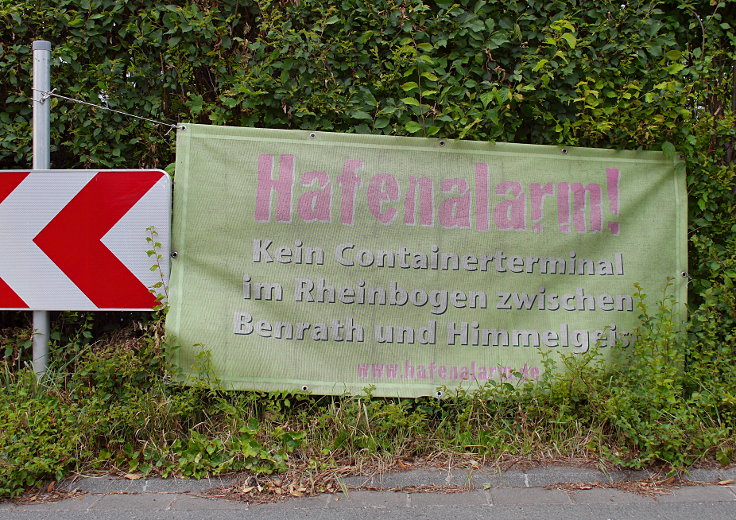 Hafenalarm!
Kein Containerterminal
im Rheinbogen zwischen
Benrath und Himmelgeist
www.hafenalarm.de